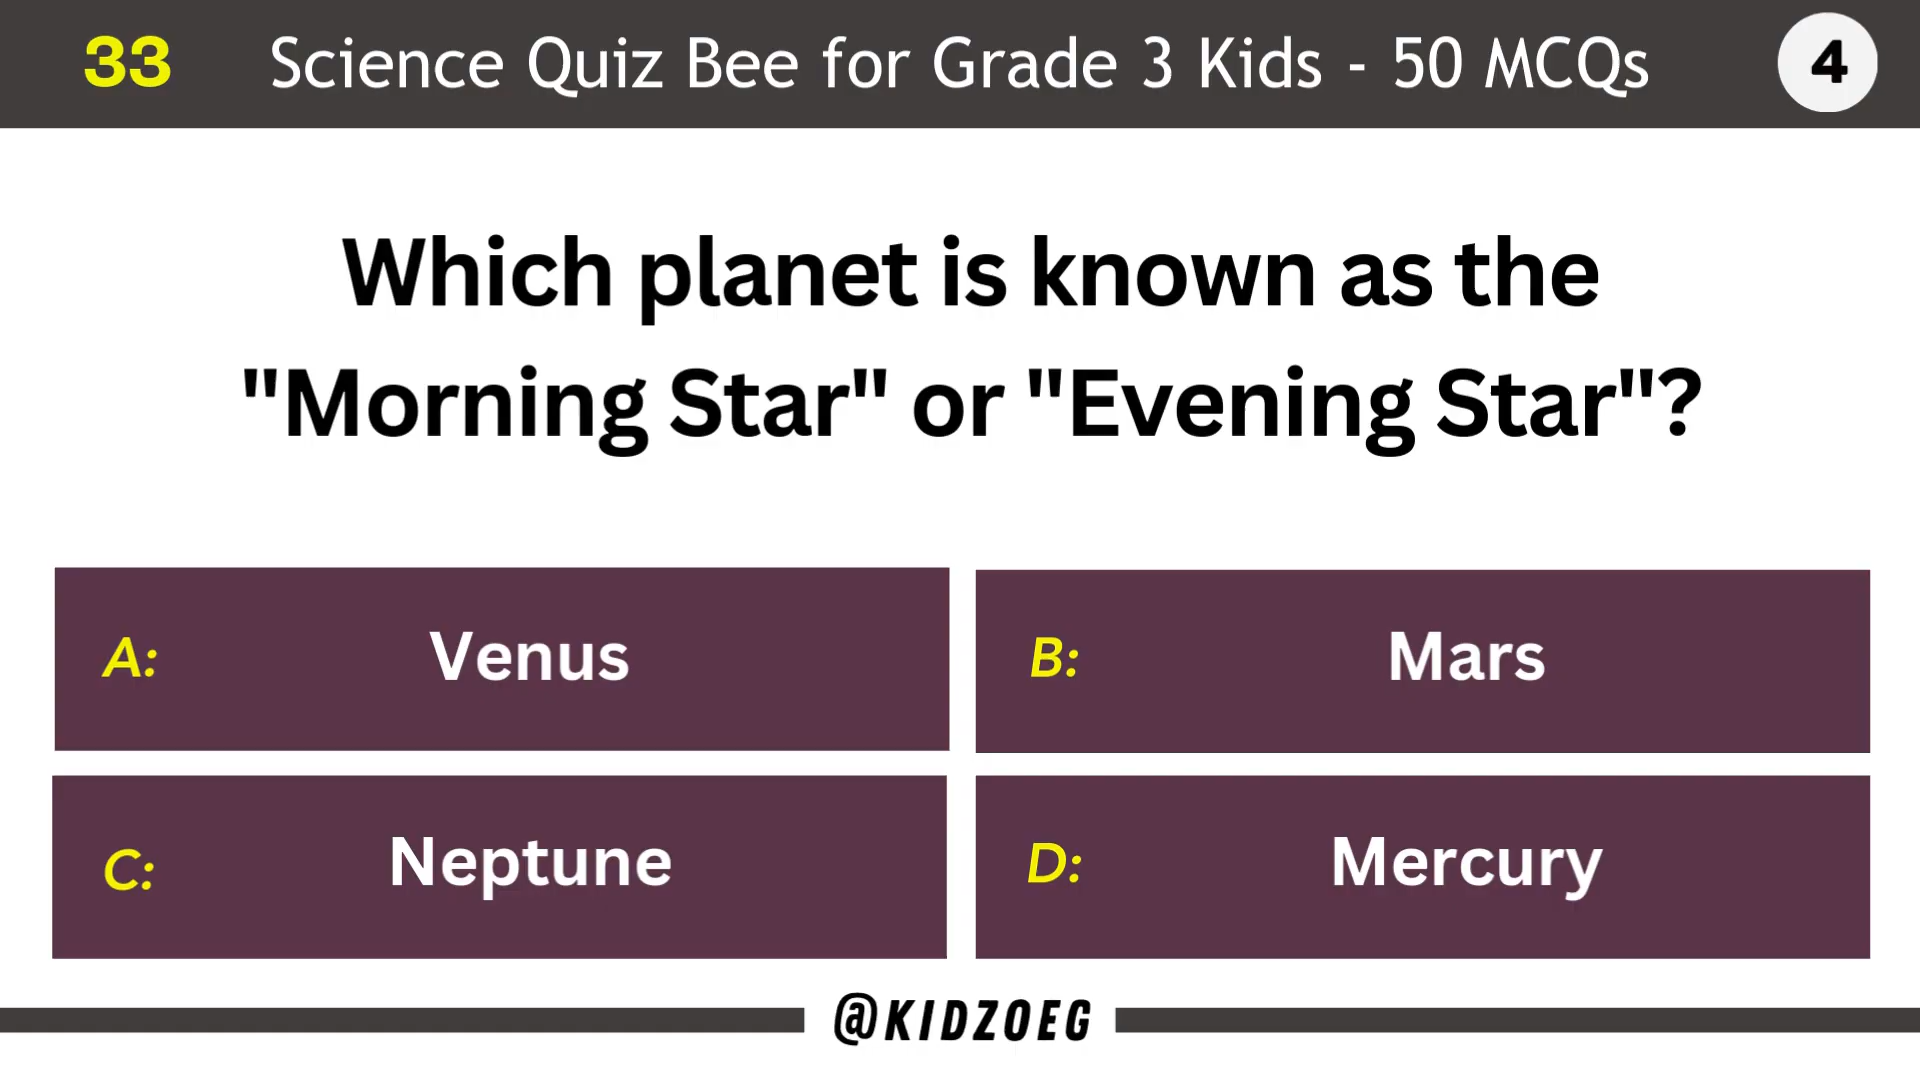 33 Science Quiz Bee for Grade 3 Kids - 50 MCQs 4
Which planet is known as the
"Morning Star" or "Evening Star"?
A: Venus
B: Mars
C: Neptune
D: Mercury
@KIDZOEG